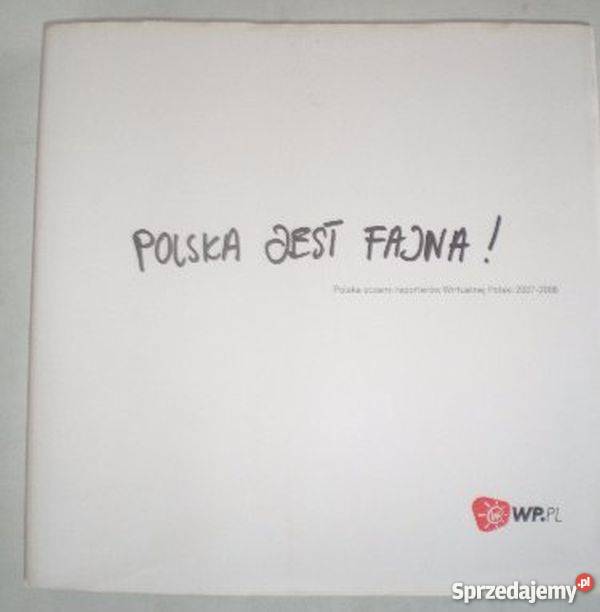 POLSKA JEST FAJNA!
Polska oczami reporterów Wirtualnej Polski 2007-2008
WP.PL
Sprzedajemy.pl